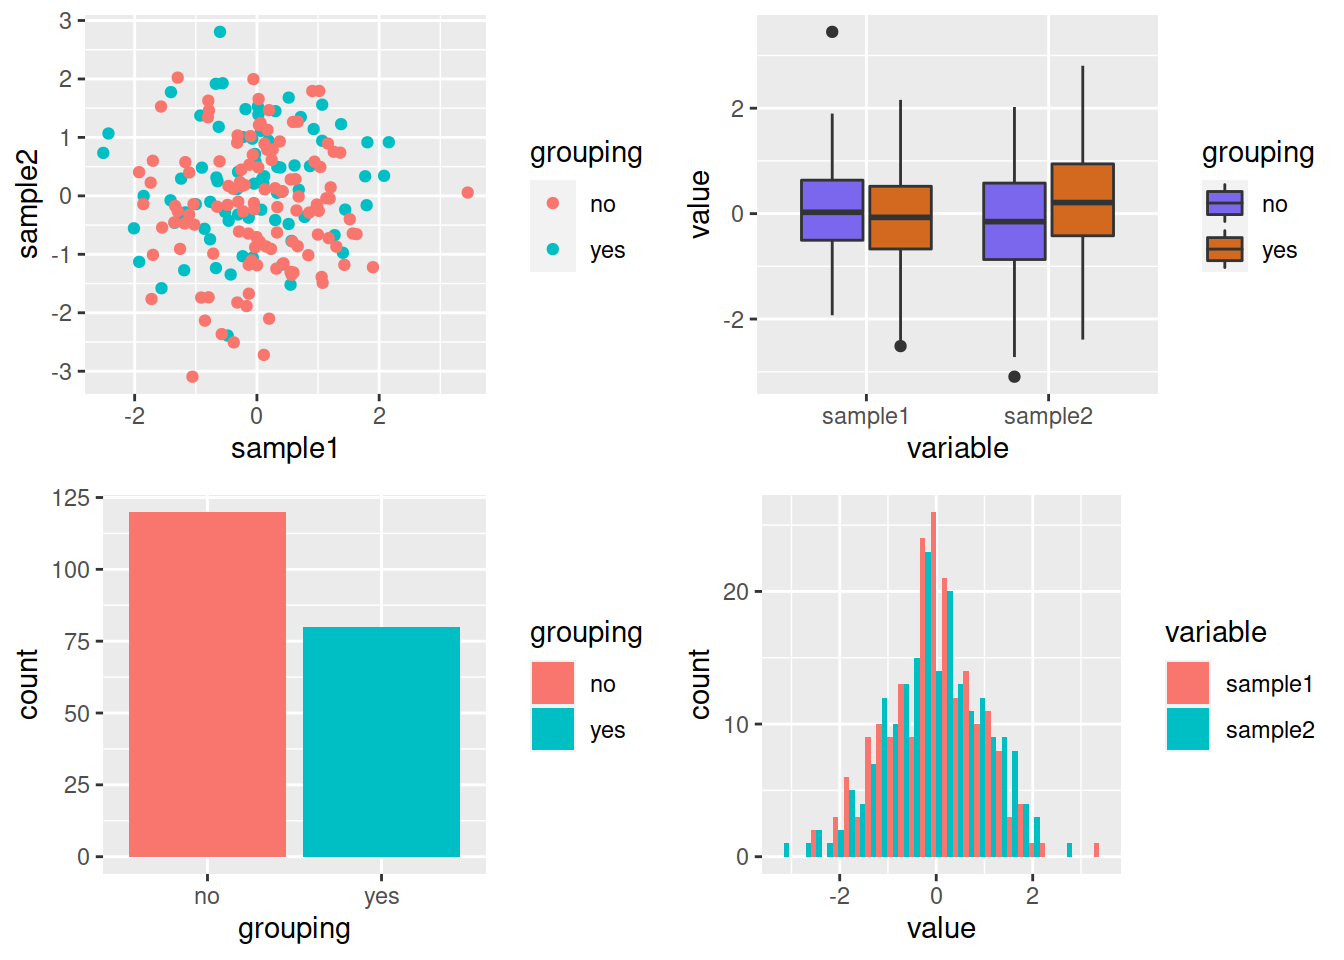 3
2
1
0
-1
-2
-3
sample2
-2 0 2
sample1
grouping
no
yes
2
0
-2
value
sample1 sample2
variable
grouping
no
yes
125
100
75
50
25
0
count
no yes
grouping
grouping
no
yes
20
10
0
count
-2 0 2
value
variable
sample1
sample2